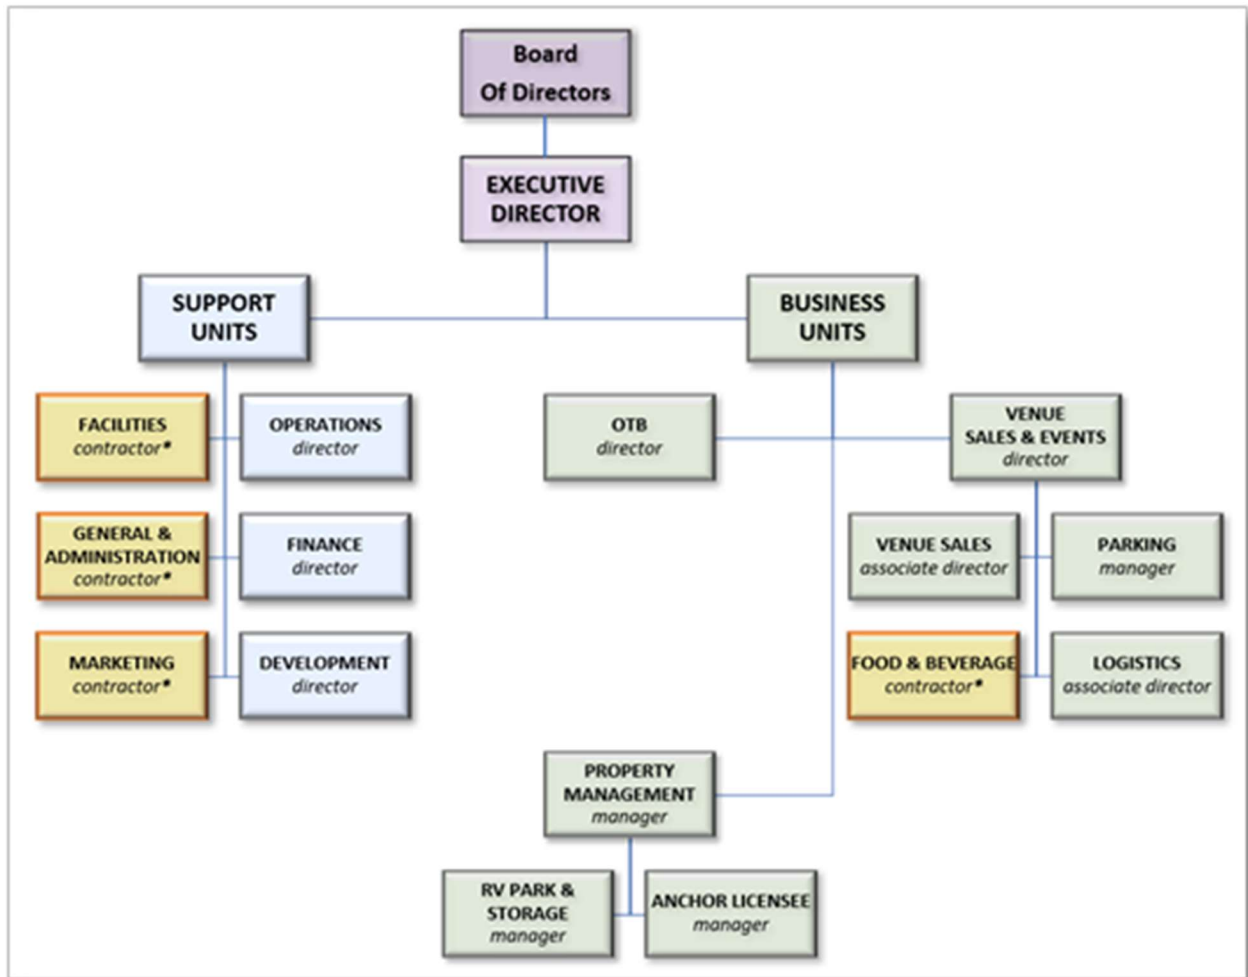 Board
Of Directors
EXECUTIVE
DIRECTOR
SUPPORT
UNITS
BUSINESS
UNITS
FACILITIES
contractor*
OPERATIONS
director
OTB
director
VENUE
SALES & EVENTS
director
GENERAL &
ADMINISTRATION
contractor*
FINANCE
director
VENUE SALES
associate director
PARKING
manager
MARKETING
contractor*
DEVELOPMENT
director
FOOD & BEVERAGE
contractor*
LOGISTICS
associate director
PROPERTY
MANAGEMENT
manager
RV PARK &
STORAGE
manager
ANCHOR LICENSEE
manager